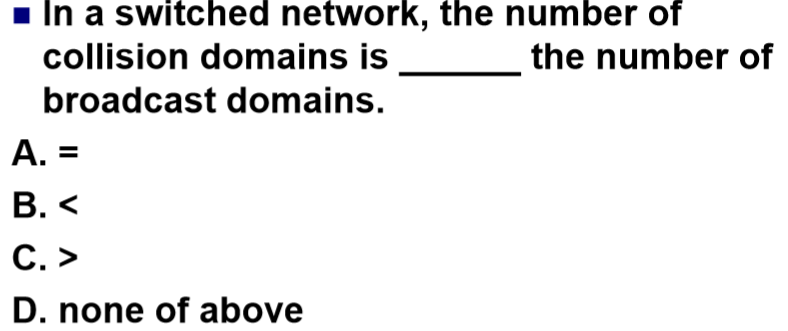 ▪ In a switched network, the number of
collision domains is ______ the number of
broadcast domains.
A. =
B. <
C. >
D. none of above